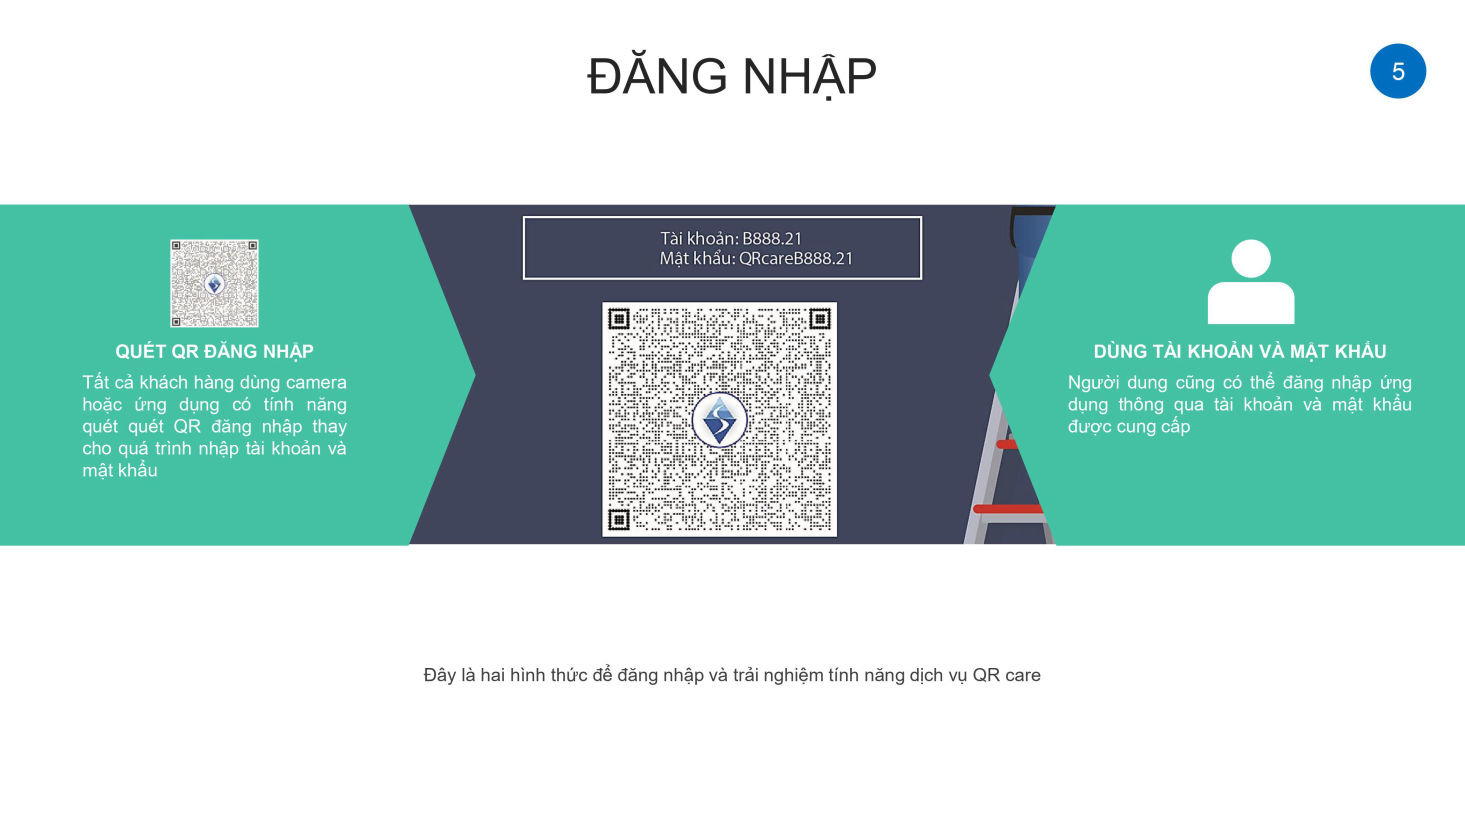 ĐĂNG NHẬP
5
Tài khoản: B888.21
Mật khẩu: QRcareB888.21
QUÉT QR ĐĂNG NHẬP
Tất cả khách hàng dùng camera
hoặc ứng dụng có tính năng
quét quét QR đăng nhập thay
cho quá trình nhập tài khoản và
mật khẩu
DÙNG TÀI KHOẢN VÀ MẬT KHẨU
Người dung cũng có thể đăng nhập ứng
dụng thông qua tài khoản và mật khẩu
được cung cấp
Đây là hai hình thức để đăng nhập và trải nghiệm tính năng dịch vụ QR care